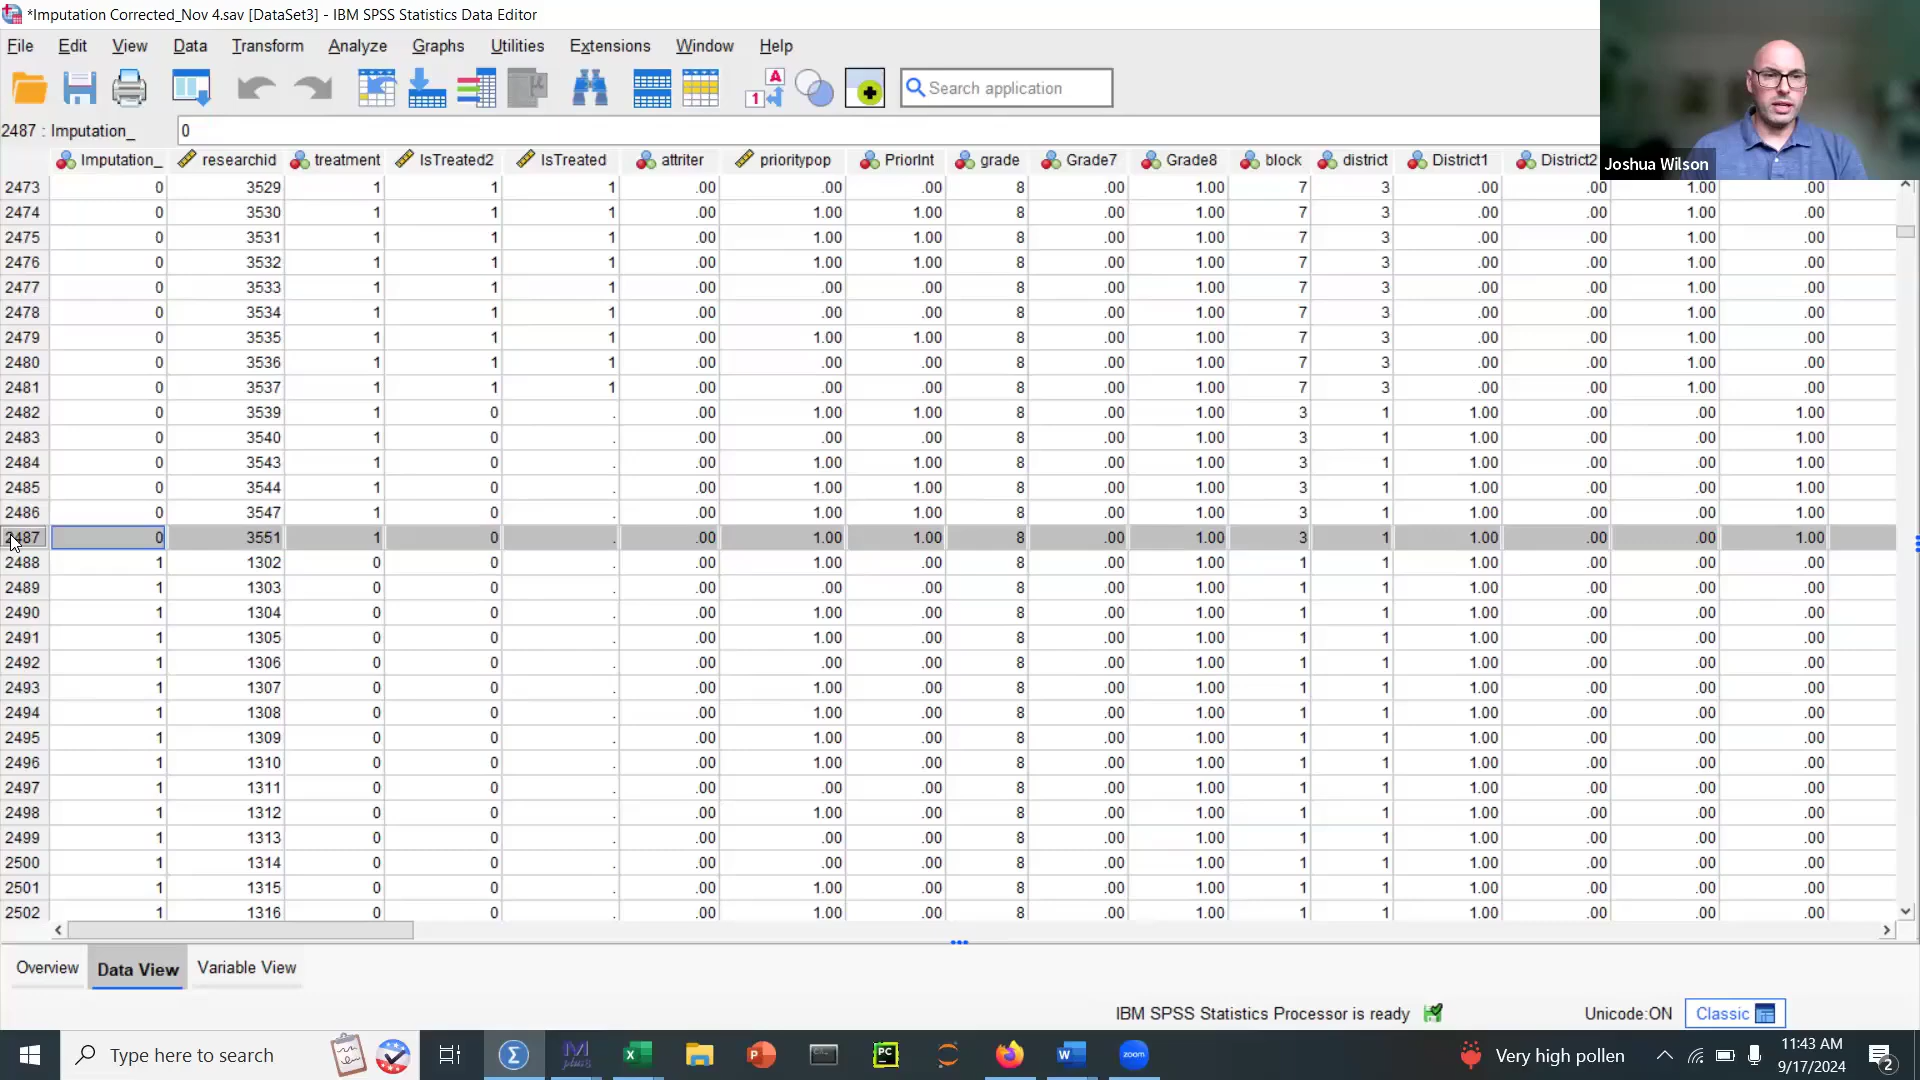 *Imputation Corrected_Nov 4.sav [DataSet3] - IBM SPSS Statistics Data Editor
File Edit View Data Transform Analyze Graphs Utilities Extensions Window Help
Search application
2487 : Imputation_ 0
Joshua Wilson
Imputation_ researchid treatment IsTreated2 IsTreated attriter prioritypop PriorInt grade Grade7 Grade8 block district District1 District2
2473 0 3529 1 1 1 .00 .00 .00 8 .00 1.00 7 3 .00 .00 1.00 .00
2474 0 3530 1 1 1 .00 1.00 1.00 8 .00 1.00 7 3 .00 .00 1.00 .00
2475 0 3531 1 1 1 .00 1.00 1.00 8 .00 1.00 7 3 .00 .00 1.00 .00
2476 0 3532 1 1 1 .00 1.00 1.00 8 .00 1.00 7 3 .00 .00 1.00 .00
2477 0 3533 1 1 1 .00 .00 .00 8 .00 1.00 7 3 .00 .00 1.00 .00
2478 0 3534 1 1 1 .00 .00 .00 8 .00 1.00 7 3 .00 .00 1.00 .00
2479 0 3535 1 1 1 .00 1.00 1.00 8 .00 1.00 7 3 .00 .00 1.00 .00
2480 0 3536 1 1 1 .00 .00 .00 8 .00 1.00 7 3 .00 .00 1.00 .00
2481 0 3537 1 1 1 .00 .00 .00 8 .00 1.00 7 3 .00 .00 1.00 .00
2482 0 3539 1 0 . .00 1.00 1.00 8 .00 1.00 3 1 1.00 .00 .00 1.00
2483 0 3540 1 0 . .00 .00 .00 8 .00 1.00 3 1 1.00 .00 .00 1.00
2484 0 3543 1 0 . .00 1.00 1.00 8 .00 1.00 3 1 1.00 .00 .00 1.00
2485 0 3544 1 0 . .00 1.00 1.00 8 .00 1.00 3 1 1.00 .00 .00 1.00
2486 0 3547 1 0 . .00 1.00 1.00 8 .00 1.00 3 1 1.00 .00 .00 1.00
2487 0 3551 1 0 . .00 1.00 1.00 8 .00 1.00 3 1 1.00 .00 .00 1.00
2488 1 1302 0 0 . .00 1.00 .00 8 .00 1.00 1 1 1.00 .00 .00 .00
2489 1 1303 0 0 . .00 .00 .00 8 .00 1.00 1 1 1.00 .00 .00 .00
2490 1 1304 0 0 . .00 1.00 .00 8 .00 1.00 1 1 1.00 .00 .00 .00
2491 1 1305 0 0 . .00 1.00 .00 8 .00 1.00 1 1 1.00 .00 .00 .00
2492 1 1306 0 0 . .00 .00 .00 8 .00 1.00 1 1 1.00 .00 .00 .00
2493 1 1307 0 0 . .00 1.00 .00 8 .00 1.00 1 1 1.00 .00 .00 .00
2494 1 1308 0 0 . .00 1.00 .00 8 .00 1.00 1 1 1.00 .00 .00 .00
2495 1 1309 0 0 . .00 1.00 .00 8 .00 1.00 1 1 1.00 .00 .00 .00
2496 1 1310 0 0 . .00 1.00 .00 8 .00 1.00 1 1 1.00 .00 .00 .00
2497 1 1311 0 0 . .00 .00 .00 8 .00 1.00 1 1 1.00 .00 .00 .00
2498 1 1312 0 0 . .00 1.00 .00 8 .00 1.00 1 1 1.00 .00 .00 .00
2499 1 1313 0 0 . .00 .00 .00 8 .00 1.00 1 1 1.00 .00 .00 .00
2500 1 1314 0 0 . .00 .00 .00 8 .00 1.00 1 1 1.00 .00 .00 .00
2501 1 1315 0 0 . .00 1.00 .00 8 .00 1.00 1 1 1.00 .00 .00 .00
2502 1 1316 0 0 . .00 1.00 .00 8 .00 1.00 1 1 1.00 .00 .00 .00
Overview Data View Variable View
IBM SPSS Statistics Processor is ready Unicode:ON Classic
Type here to search
zoom
Very high pollen
11:43 AM
9/17/2024
2